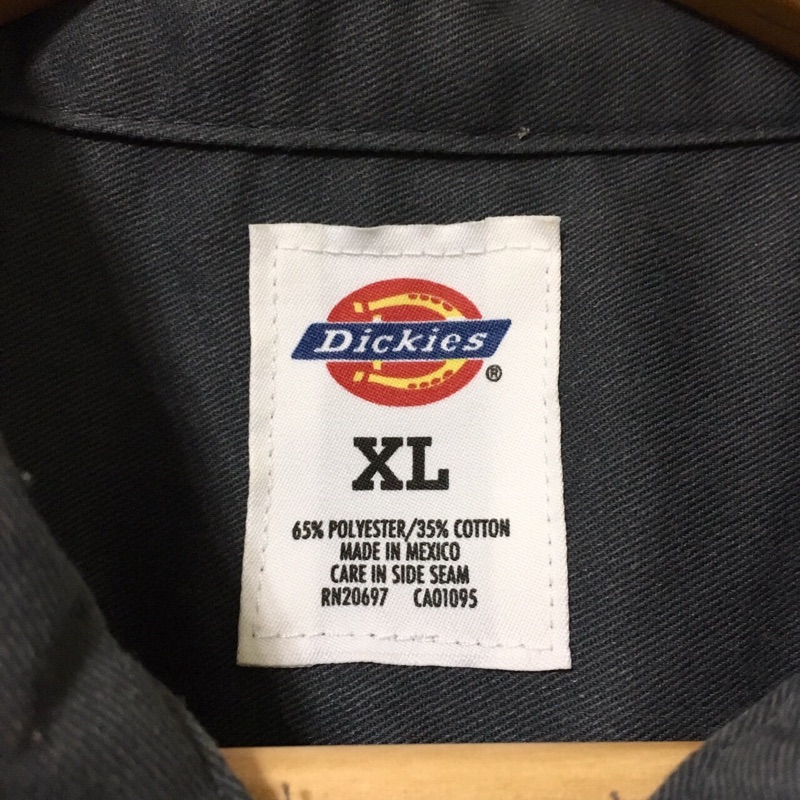 Dickies
®
XL
65% POLYESTER/35% COTTON
MADE IN MEXICO
CARE IN SIDE SEAM
RN20697 CA01095